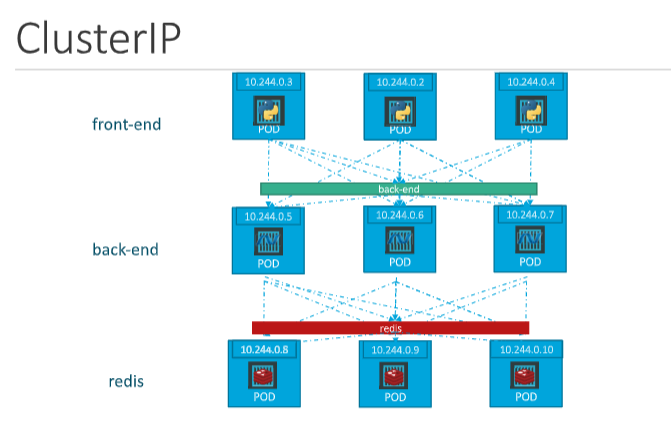 ClusterIP
10.244.0.3
10.244.0.2
10.244.0.4
front-end
POD
POD
POD
back-end
10.244.0.5
10.244.0.6
10.244.0.7
back-end
POD
POD
POD
redis
10.244.0.8
10.244.0.9
10.244.0.10
redis
POD
POD
POD